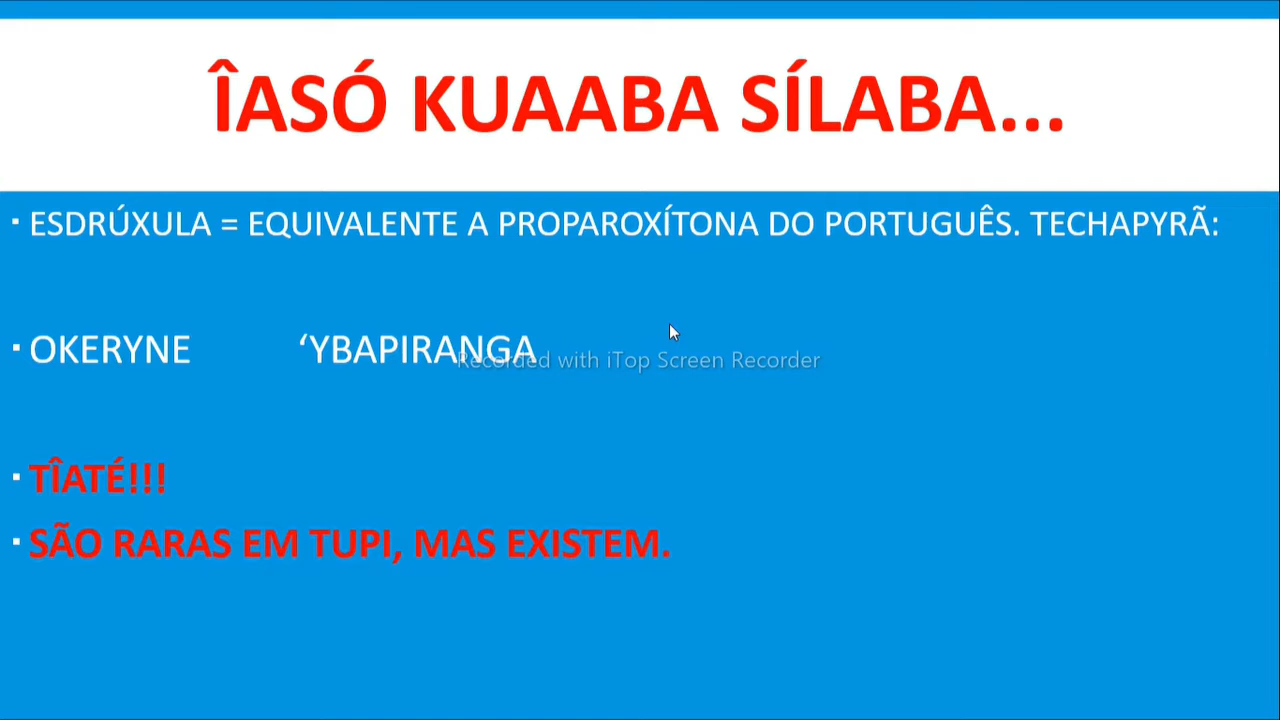 ÎASÓ KUAABA SÍLABA...
▪ ESDRÚXULA = EQUIVALENTE A PROPAROXÍTONA DO PORTUGUÊS. TECHAPYRÃ:
▪ OKERYNE ‘YBAPIRANGA
Recorded with iTop Screen Recorder
▪ TÎATÉ!!!
▪ SÃO RARAS EM TUPI, MAS EXISTEM.